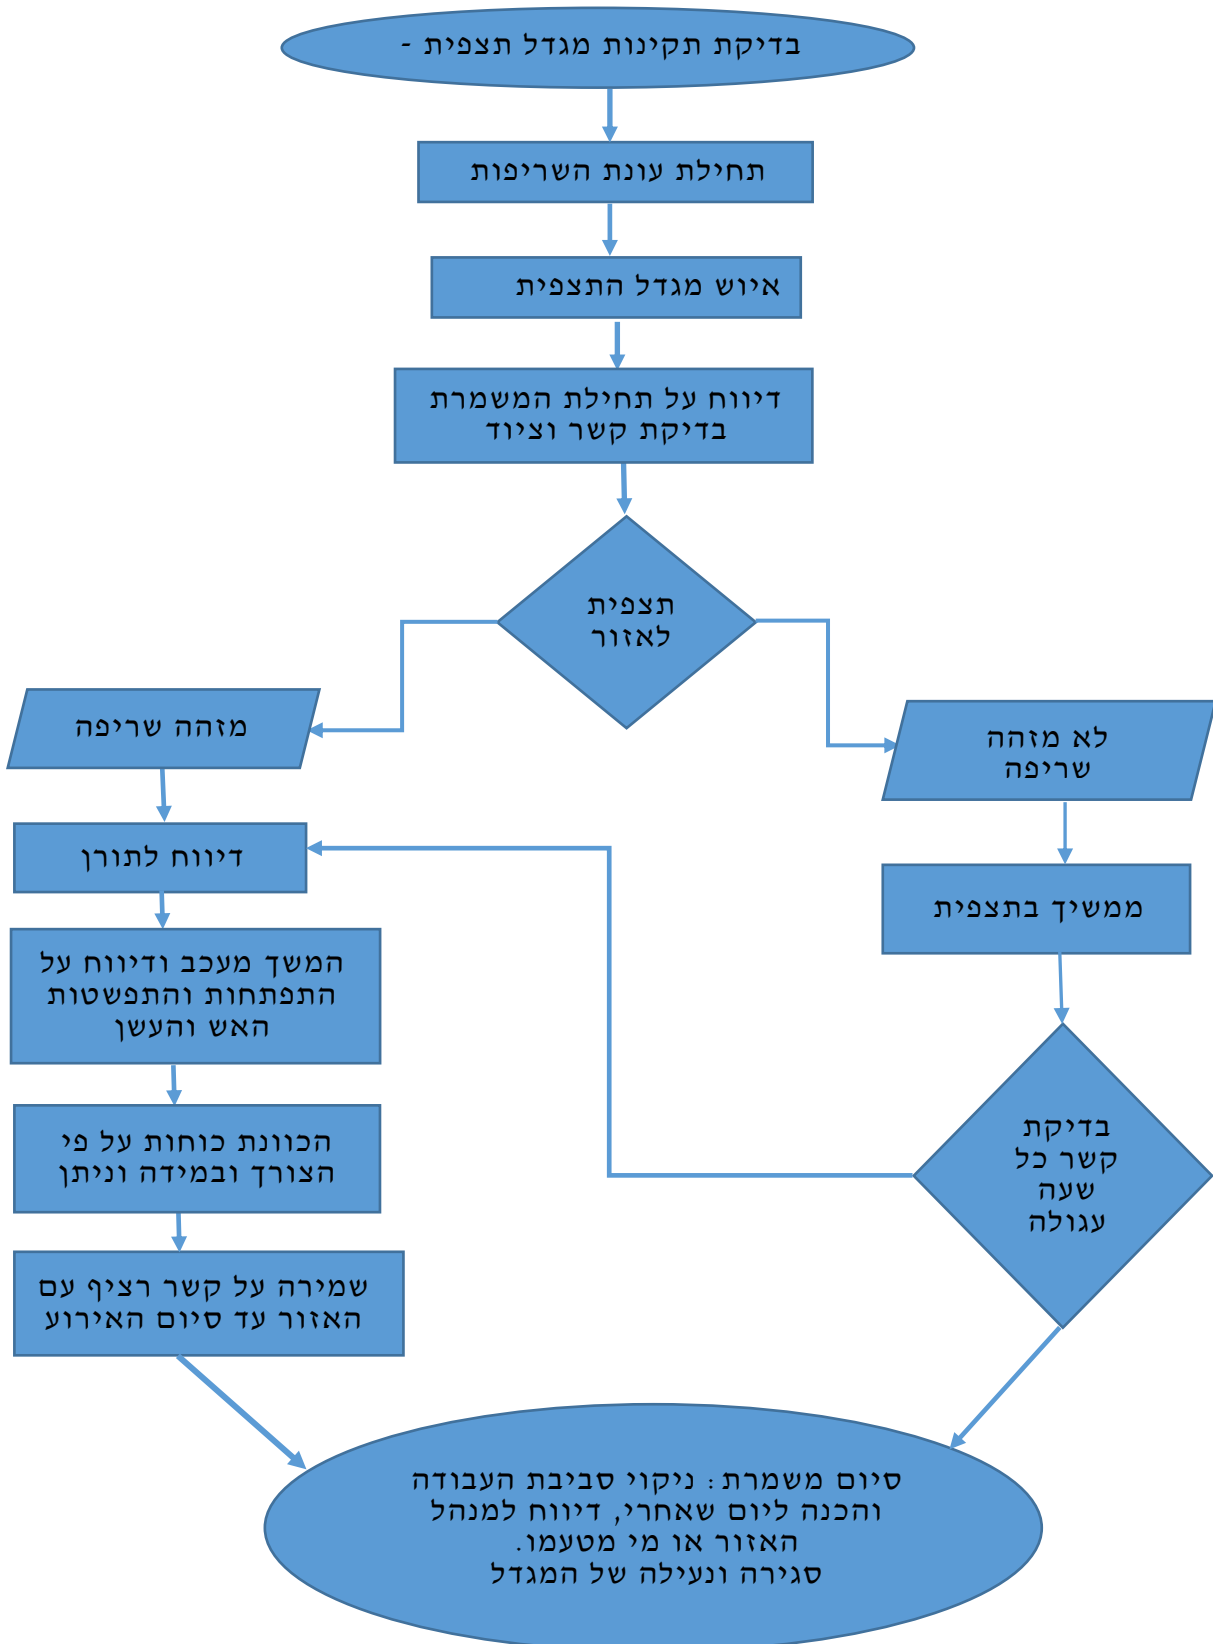 בדיקת תקינות מגדל תצפית -
תחילת עונת השריפות
איוש מגדל התצפית
דיווח על תחילת המשמרת
בדיקת קשר וציוד
תצפית
לאזור
מזהה שריפה
לא מזהה
שריפה
דיווח לתורן
ממשיך בתצפית
המשך מעכב ודיווח על
התפתחות והתפשטות
האש והעשן
בדיקת
קשר כל
שעה
עגולה
הכוונת כוחות על פי
הצורך ובמידה וניתן
שמירה על קשר רציף עם
האזור עד סיום האירוע
סיום משמרת: ניקוי סביבת העבודה
והכנה ליום שאחרי, דיווח למנהל
האזור או מי מטעמו.
סגירה ונעילה של המגדל